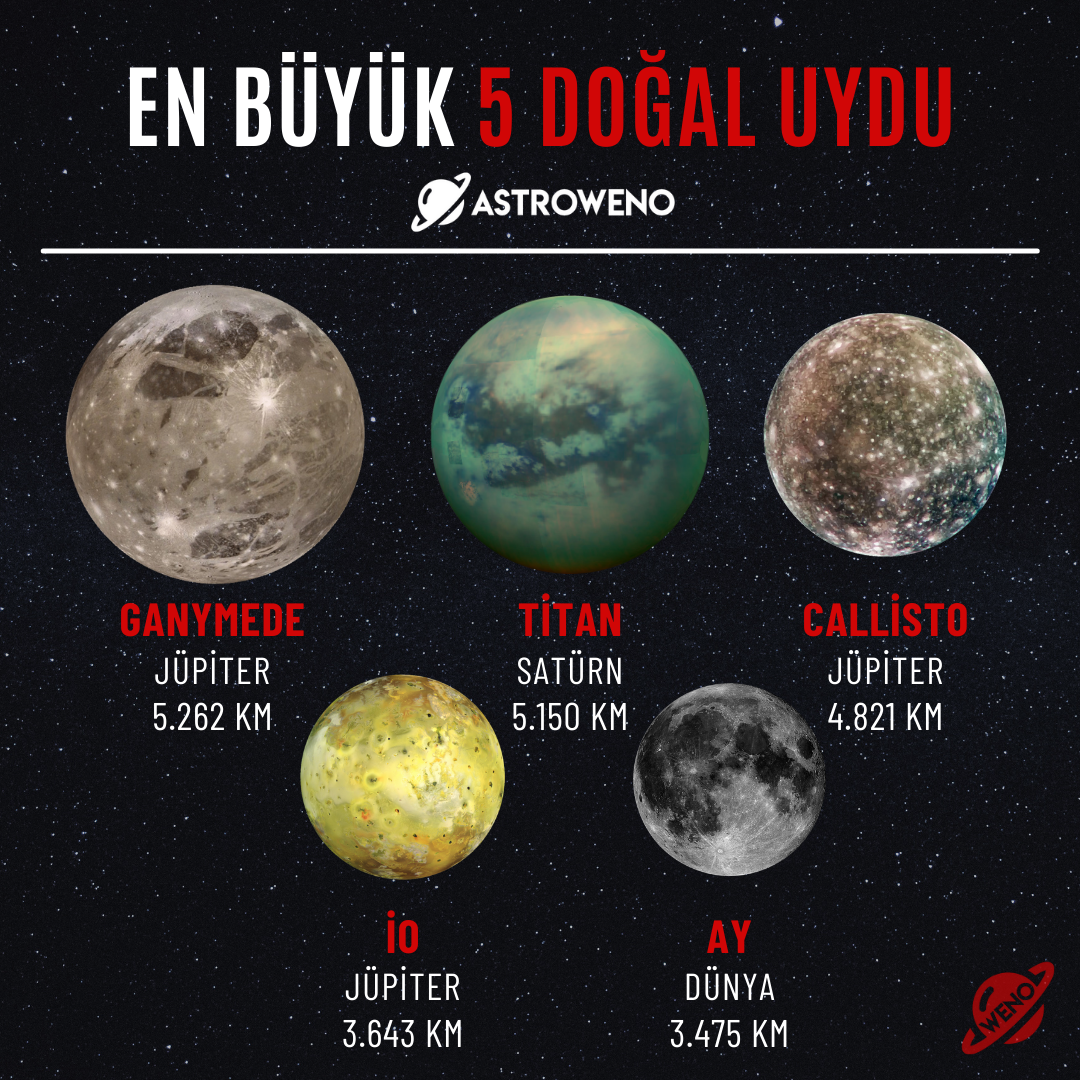 EN BÜYÜK 5 DOĞAL UYDU
ASTROWENO
GANYMEDE
JÜPİTER
5.262 KM
TİTAN
SATÜRN
5.150 KM
CALLİSTO
JÜPİTER
4.821 KM
İO
JÜPİTER
3.643 KM
AY
DÜNYA
3.475 KM
WENO